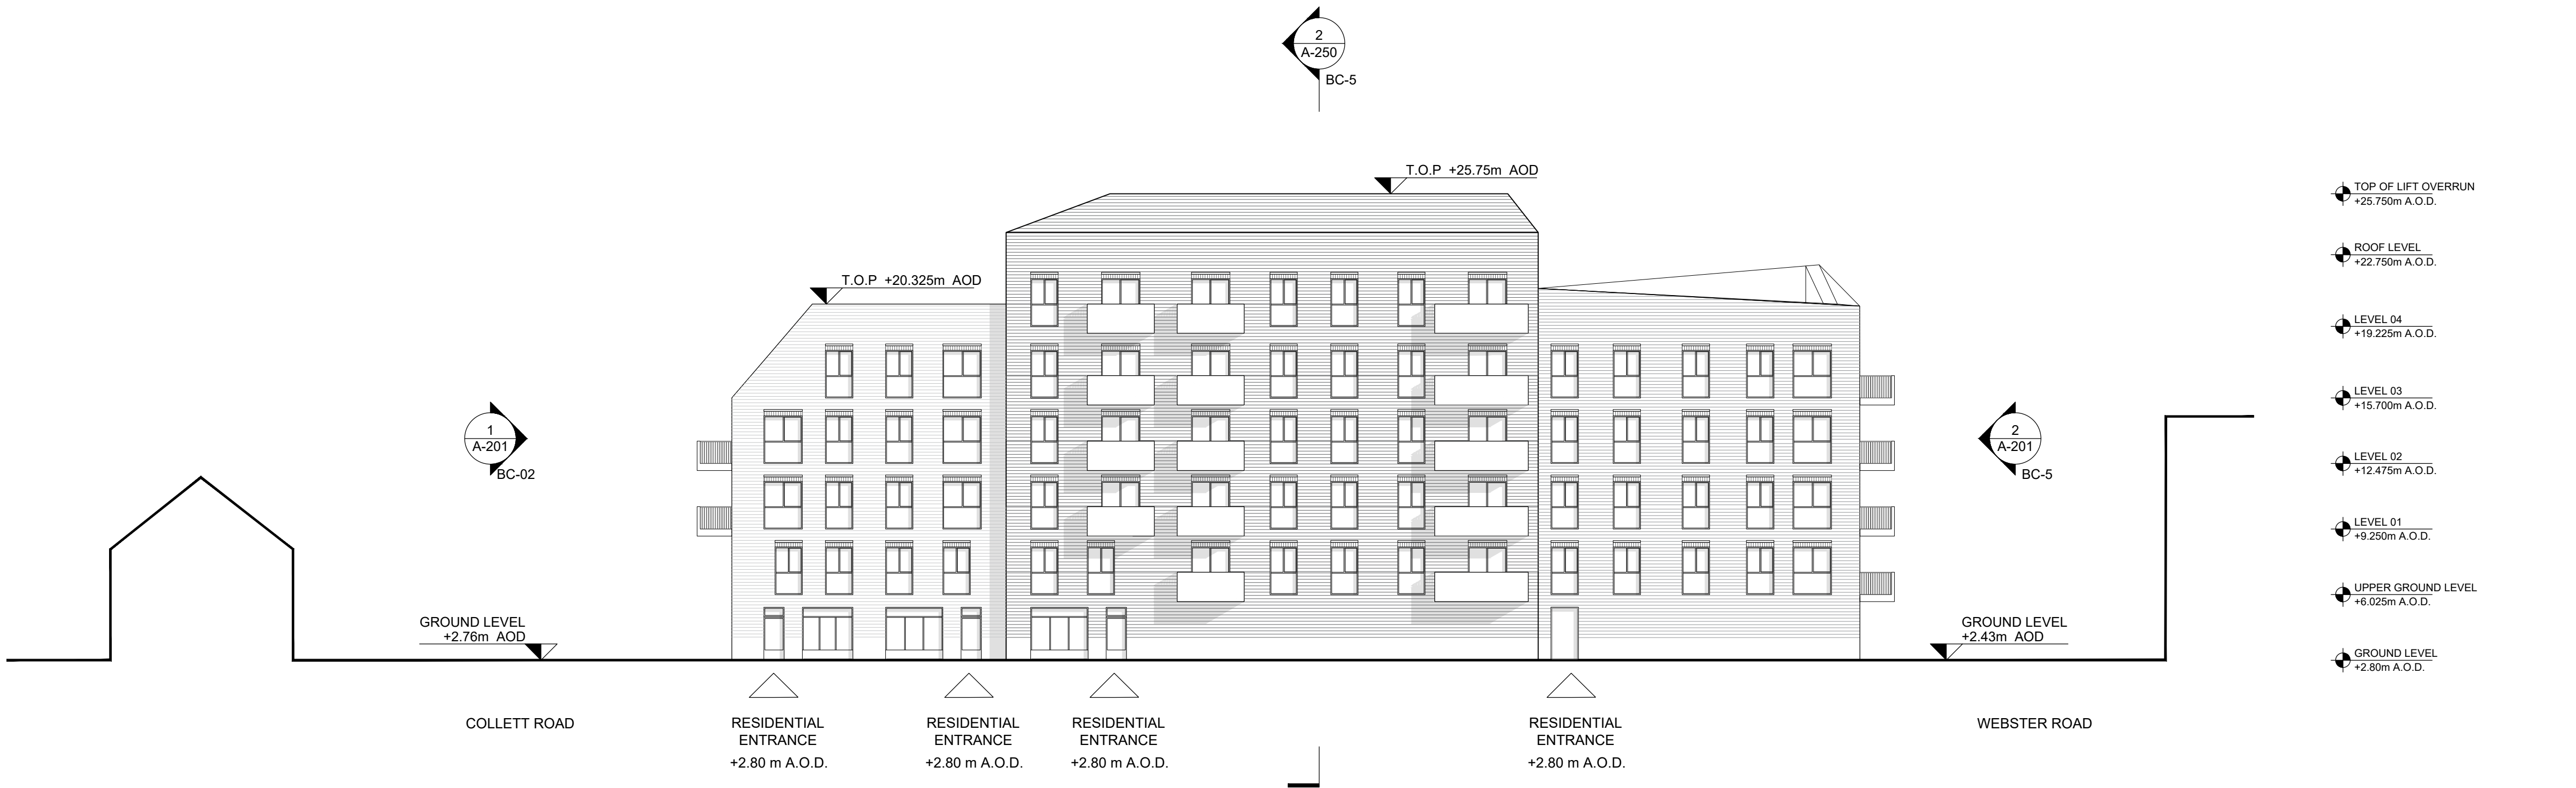 2
A-250
BC-5
T.O.P +25.75m AOD
T.O.P +20.325m AOD
1
A-201
BC-02
2
A-201
BC-5
GROUND LEVEL
+2.76m AOD
GROUND LEVEL
+2.43m AOD
COLLETT ROAD
RESIDENTIAL
ENTRANCE
+2.80 m A.O.D.
RESIDENTIAL
ENTRANCE
+2.80 m A.O.D.
RESIDENTIAL
ENTRANCE
+2.80 m A.O.D.
RESIDENTIAL
ENTRANCE
+2.80 m A.O.D.
WEBSTER ROAD
TOP OF LIFT OVERRUN
+25.750m A.O.D.
ROOF LEVEL
+22.750m A.O.D.
LEVEL 04
+19.225m A.O.D.
LEVEL 03
+15.700m A.O.D.
LEVEL 02
+12.475m A.O.D.
LEVEL 01
+9.250m A.O.D.
UPPER GROUND LEVEL
+6.025m A.O.D.
GROUND LEVEL
+2.80m A.O.D.